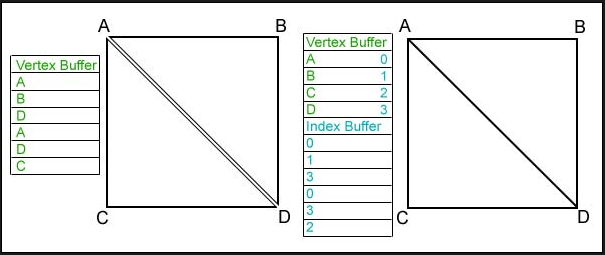 A
B
C
D
Vertex Buffer
A
B
D
A
D
C
Vertex Buffer
A 0
B 1
C 2
D 3
Index Buffer
0
1
3
0
3
2
A
B
C
D